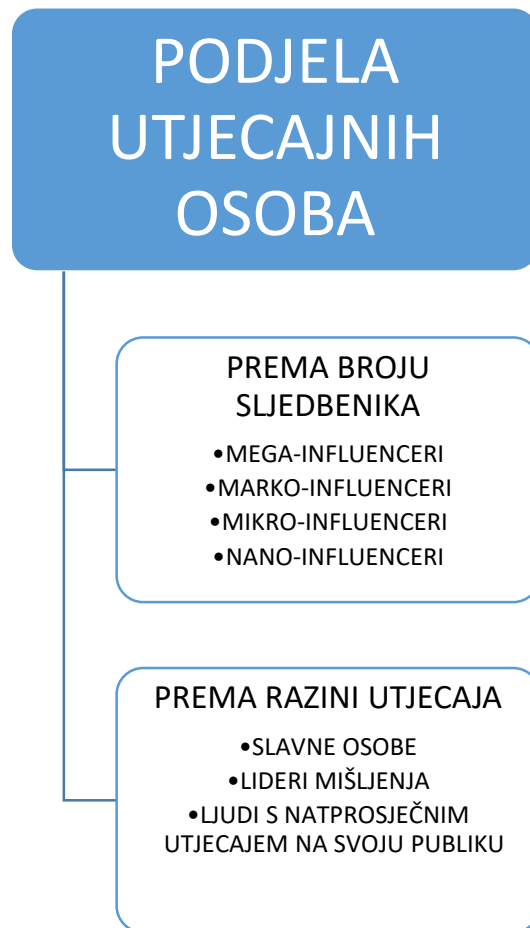 PODJELA
UTJECAJNIH
OSOBA
PREMA BROJU
SLJEDBENIKA
•MEGA-INFLUENCERI
•MARKO-INFLUENCERI
•MIKRO-INFLUENCERI
•NANO-INFLUENCERI
PREMA RAZINI UTJECAJA
•SLAVNE OSOBE
•LIDERI MIŠLJENJA
•LJUDI S NATPROSJEČNIM
UTJECAJEM NA SVOJU PUBLIKU